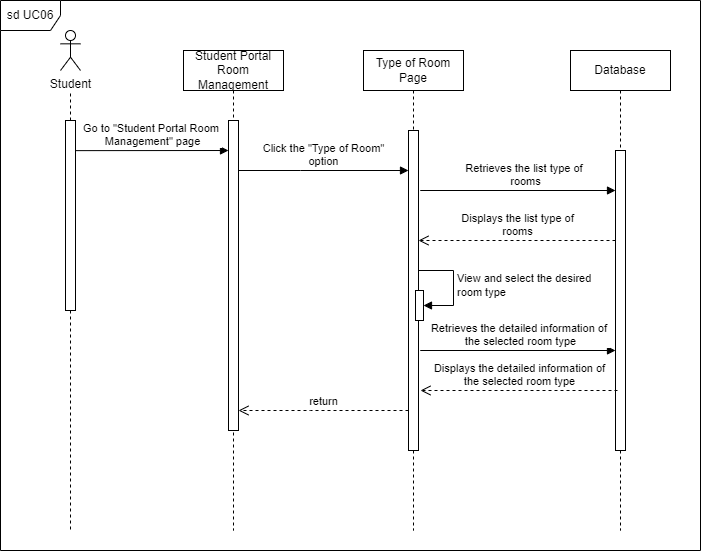 sd UC06
Student
Student Portal
Room
Management
Type of Room
Page
Database
Go to "Student Portal Room
Management" page
Click the "Type of Room"
option
Retrieves the list type of
rooms
Displays the list type of
rooms
View and select the desired
room type
Retrieves the detailed information of
the selected room type
Displays the detailed information of
the selected room type
return